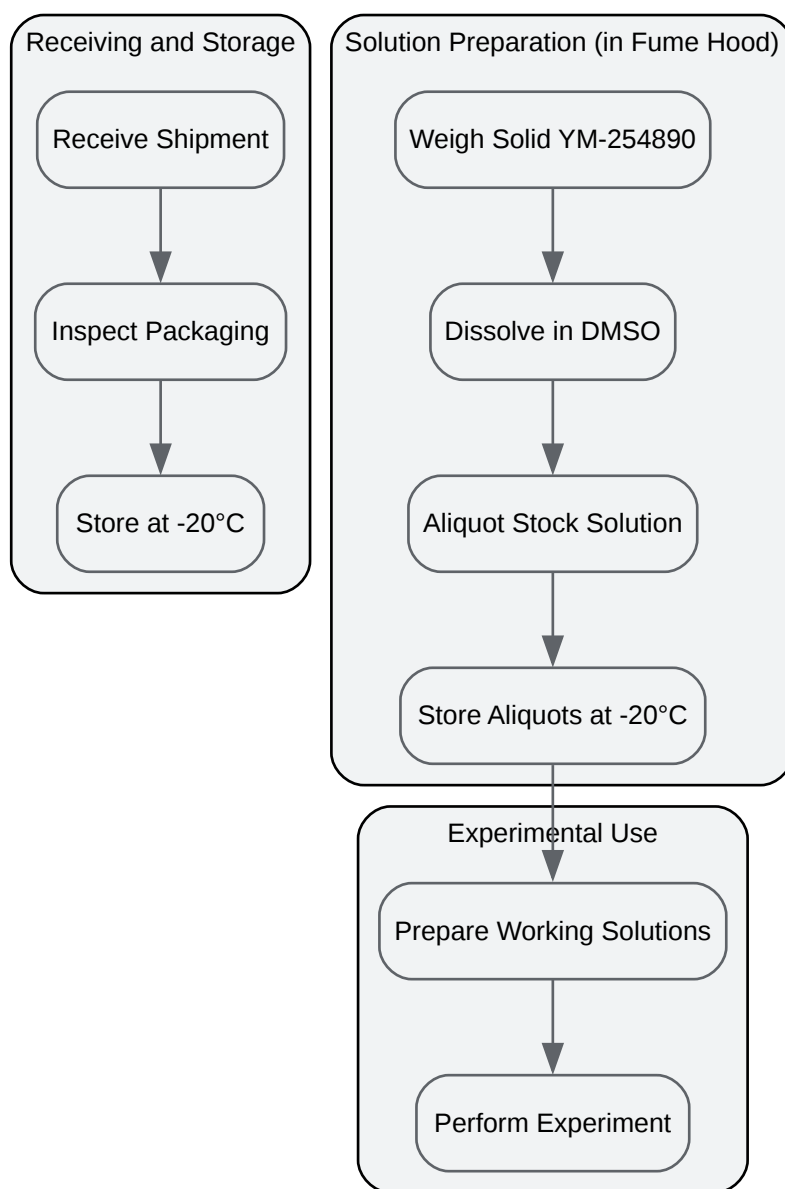 Receiving and Storage
Receive Shipment
Inspect Packaging
Store at -20°C
Solution Preparation (in Fume Hood)
Weigh Solid YM-254890
Dissolve in DMSO
Aliquot Stock Solution
Store Aliquots at -20°C
Experimental Use
Prepare Working Solutions
Perform Experiment